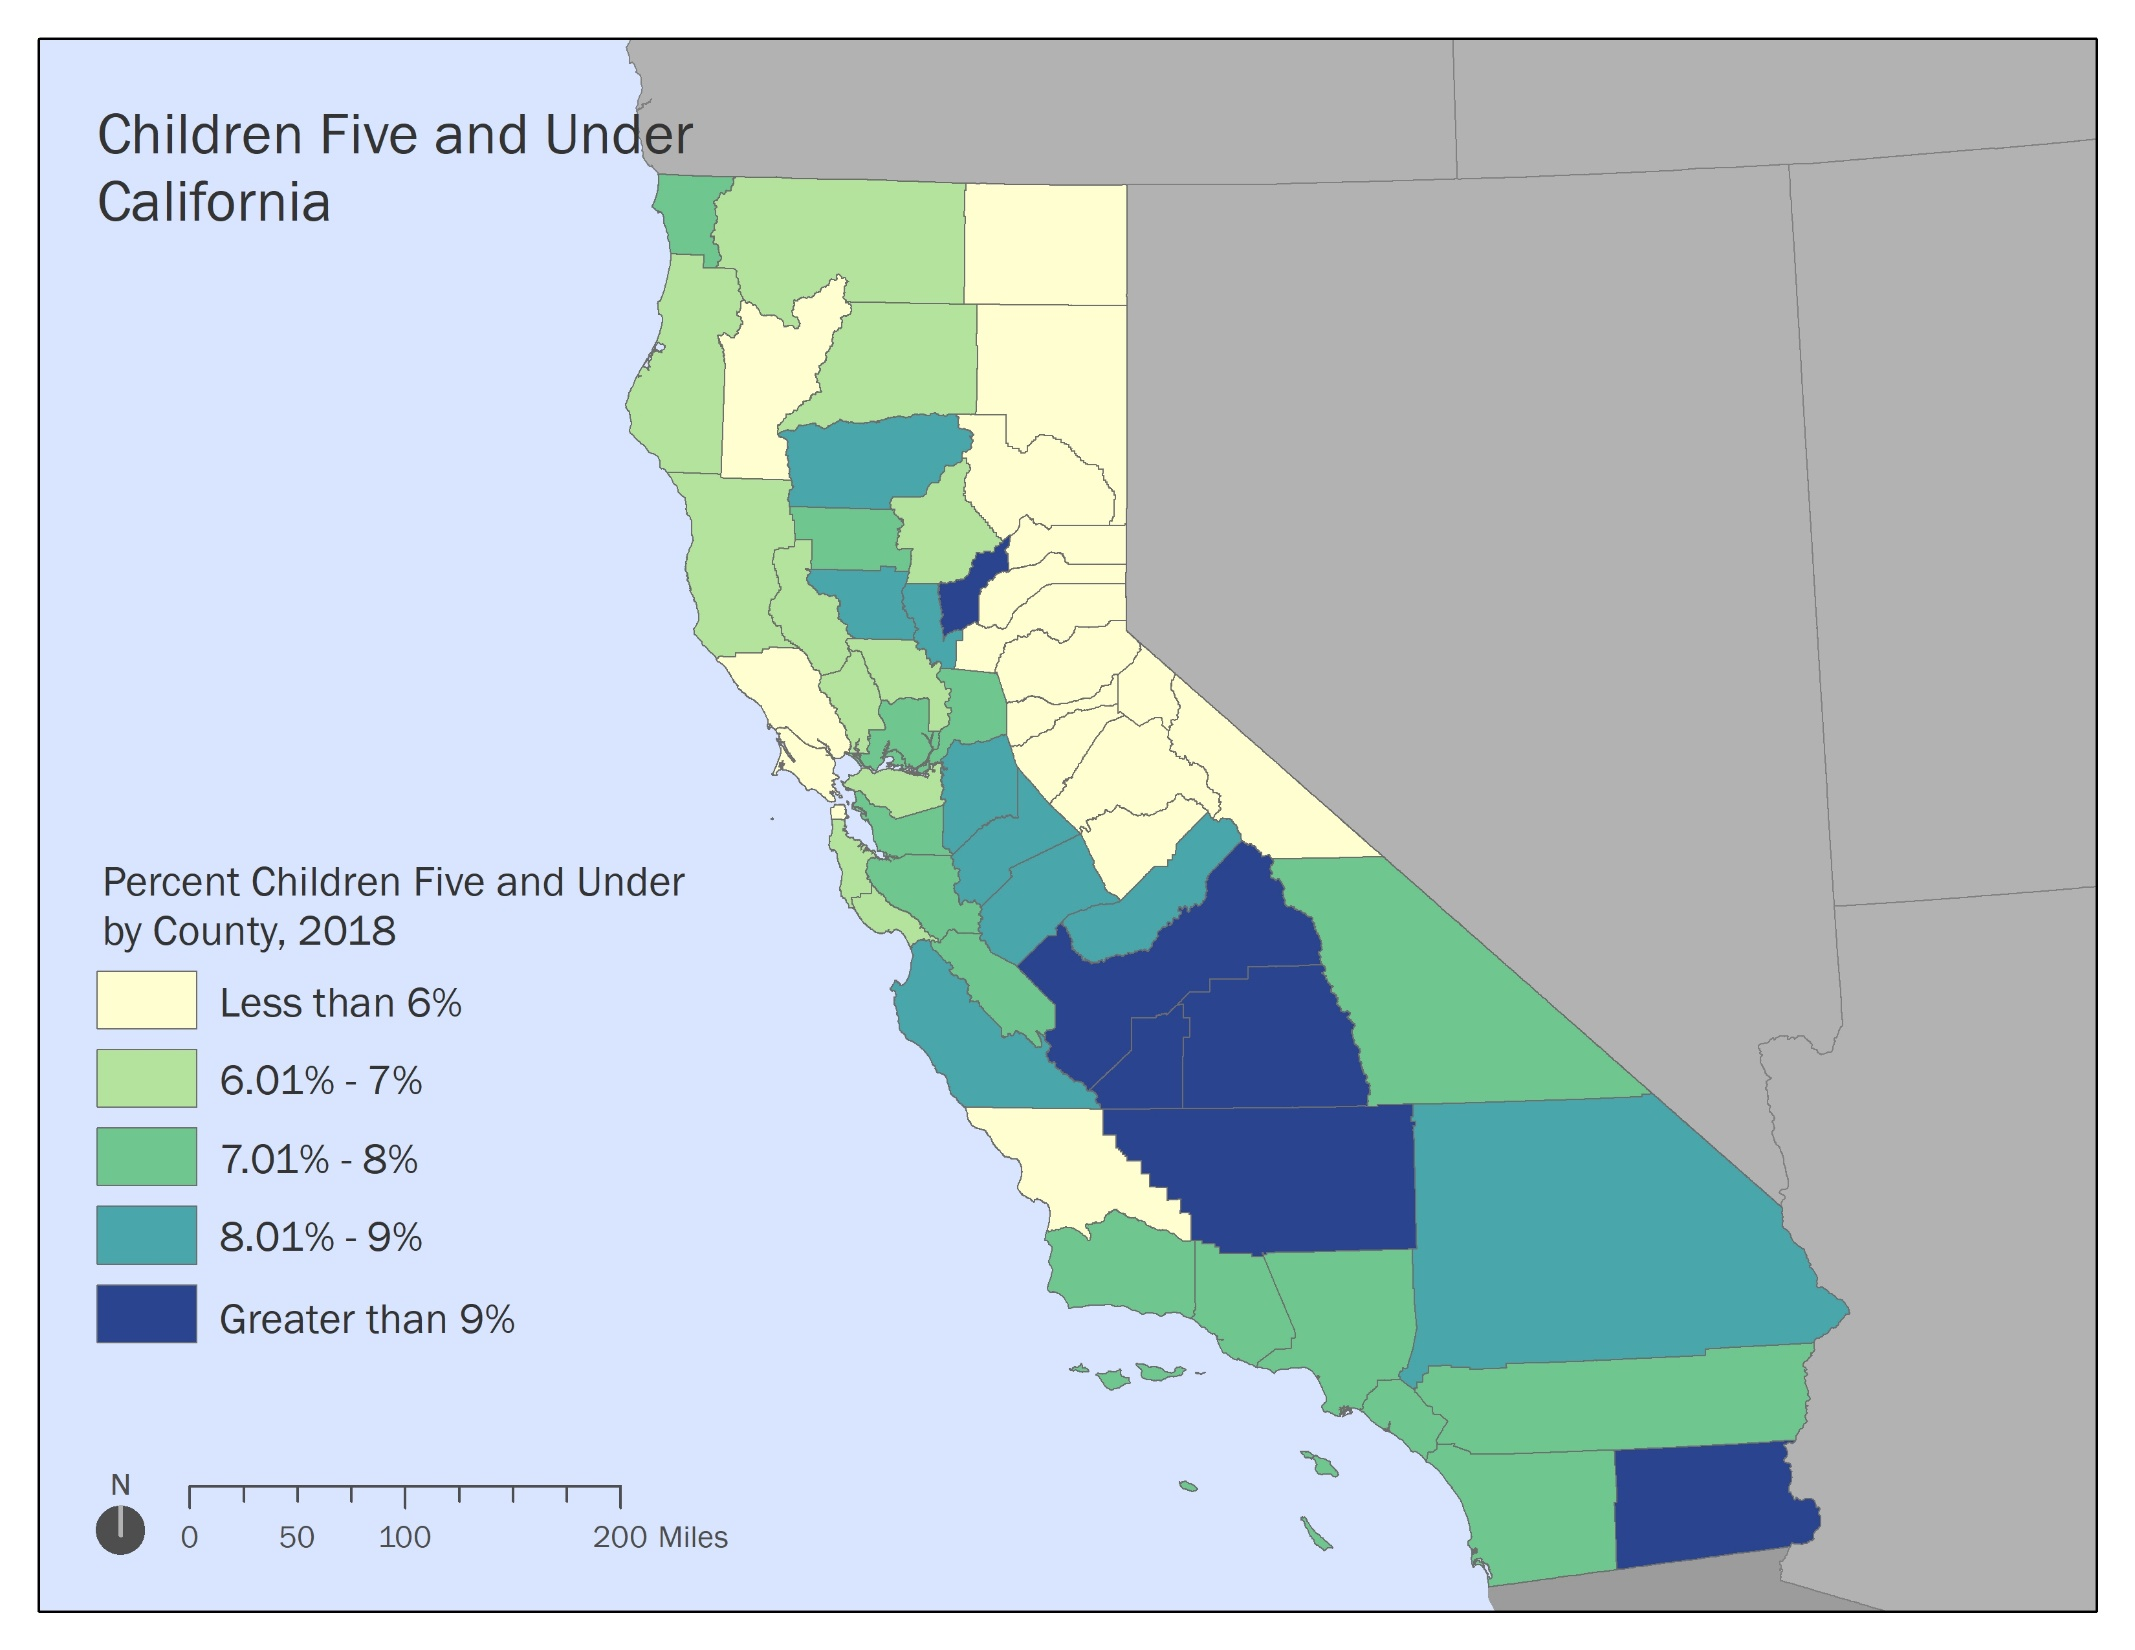 Children Five and Under
California
Percent Children Five and Under
by County, 2018
Less than 6%
6.01% - 7%
7.01% - 8%
8.01% - 9%
Greater than 9%
N
0 50 100 200 Miles